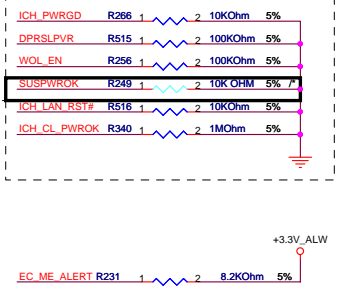 ICH_PWRGD R266 1 2 10KOhm 5%
DPRSLPVR R515 1 2 100KOhm 5%
WOL_EN R256 1 2 100KOhm 5%
SUSPWROK R249 1 2 10K OHM 5% /*
ICH_LAN_RST# R516 1 2 10KOhm 5%
ICH_CL_PWROK R340 1 2 1MOhm 5%
+3.3V_ALW
EC_ME_ALERT R231 1 2 8.2KOhm 5%